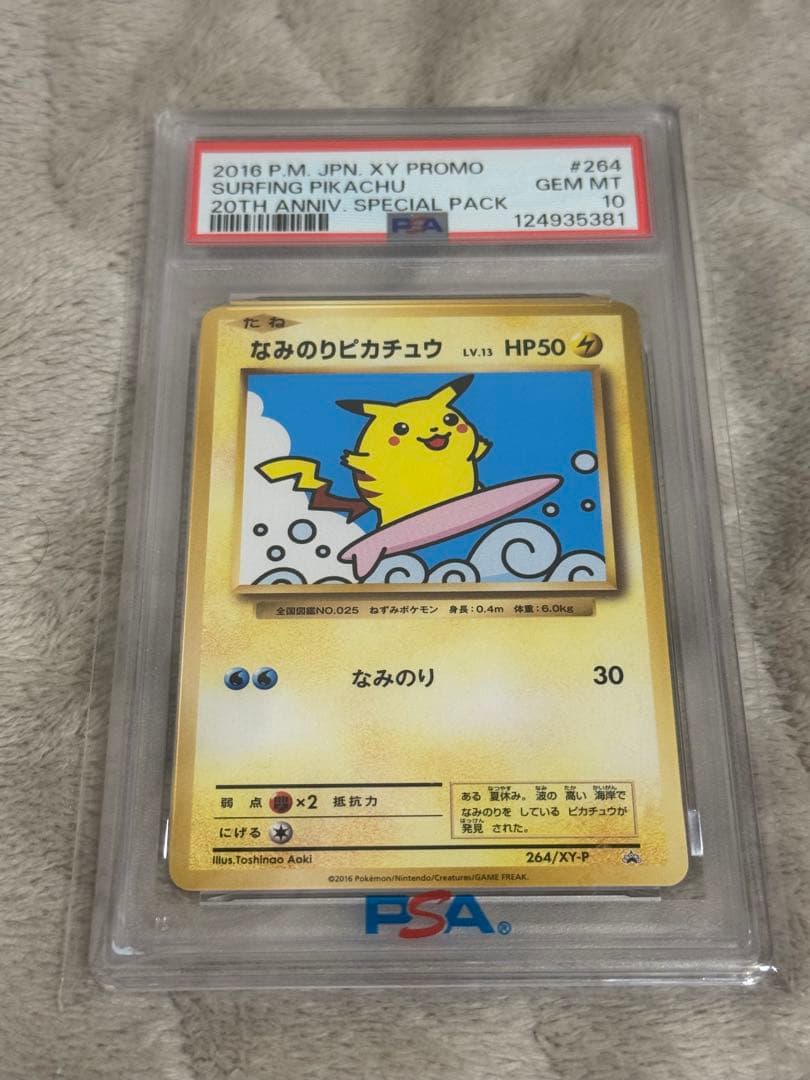 2016 P.M. JPN. XY PROMO #264
SURFING PIKACHU GEM MT
20TH ANNIV. SPECIAL PACK 10
PSA 124935381
たね
なみのりピカチュウ LV.13 HP50
全国図鑑NO.025 ねずみポケモン 身長:0.4m 体重:6.0kg
なみのり 30
弱点 ×2 抵抗力
にげる
ある 夏休み。波の 高い 海岸で
なみのりを している ピカチュウが
発見 された。
Illus.Toshinao Aoki 264/XY-P
©2016 Pokémon/Nintendo/Creatures/GAME FREAK.
PSA®